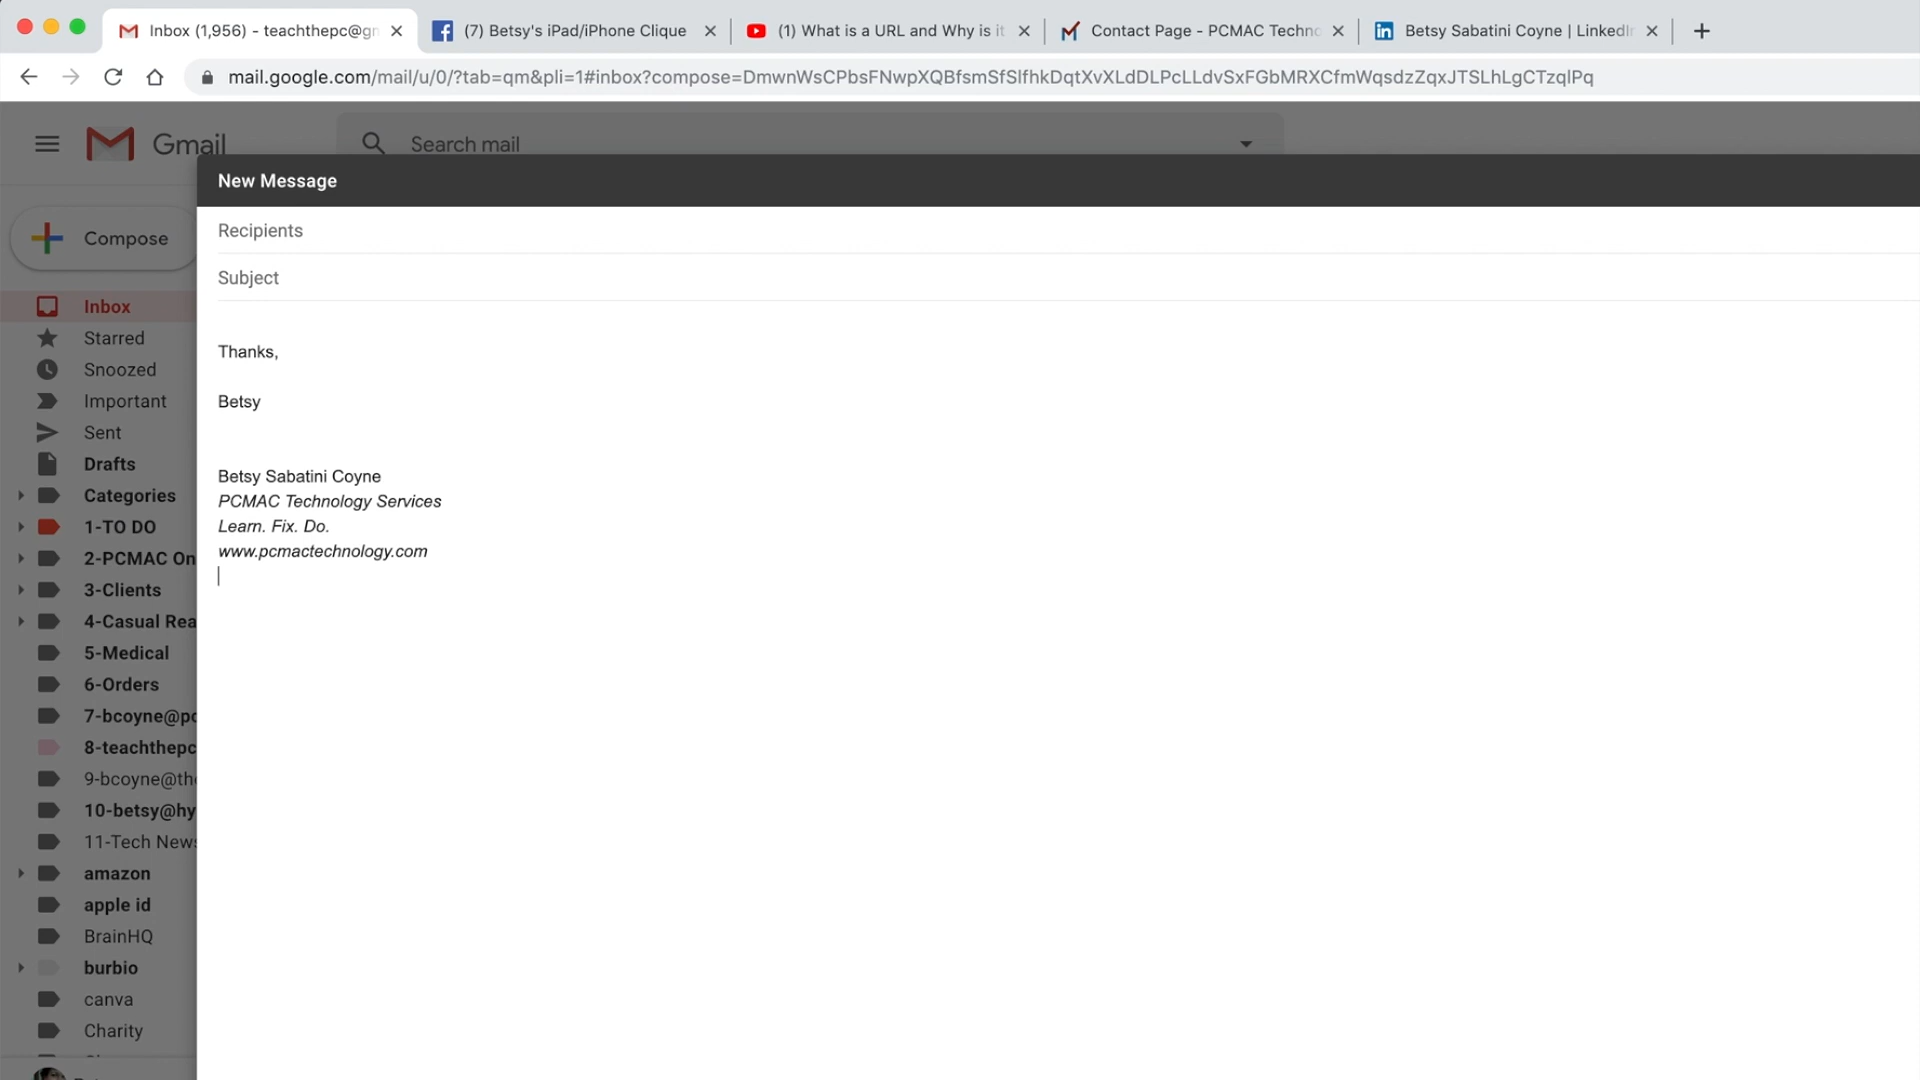 Inbox (1,956) - teachthepc@gn
(7) Betsy's iPad/iPhone Clique
(1) What is a URL and Why is it
Contact Page - PCMAC Techno
Betsy Sabatini Coyne | LinkedIn
mail.google.com/mail/u/0/?tab=qm&pli=1#inbox?compose=DmwnWsCPbsFNwpXQBfsmSfSlfhkDqtXvXLdDLPcLLdvSxFGbMRXCfmWqsdzZqxJTSLhLgCTzqlPq
Gmail
Search mail
New Message
Recipients
Subject
Thanks,
Betsy
Betsy Sabatini Coyne
PCMAC Technology Services
Learn. Fix. Do.
www.pcmactechnology.com
Compose
Inbox
Starred
Snoozed
Important
Sent
Drafts
Categories
1-TO DO
2-PCMAC On
3-Clients
4-Casual Rea
5-Medical
6-Orders
7-bcoyne@pc
8-teachthepc
9-bcoyne@the
10-betsy@hy
11-Tech News
amazon
apple id
BrainHQ
burbio
canva
Charity